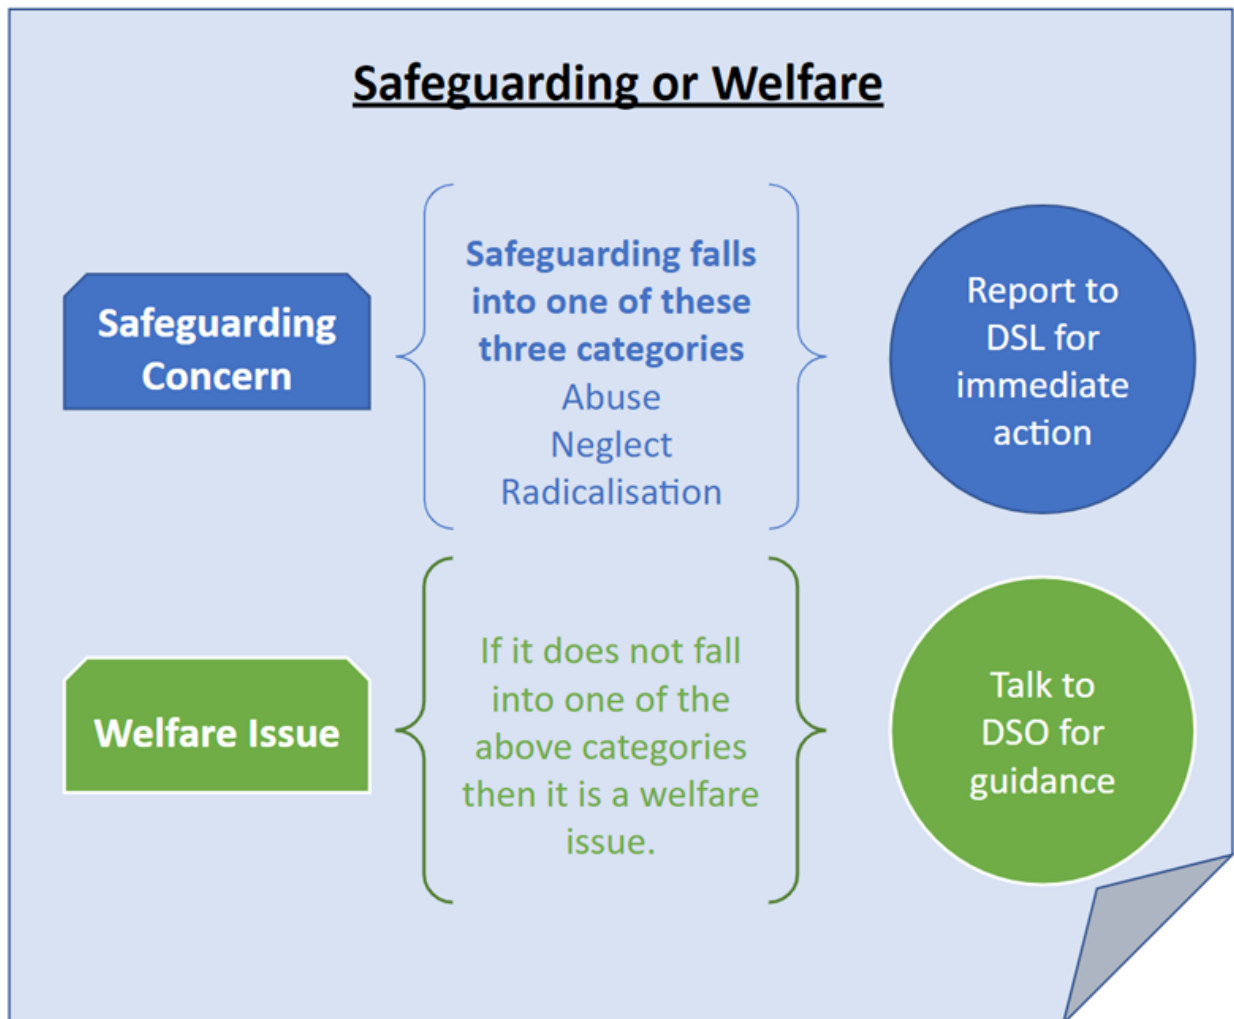 Safeguarding or Welfare
Safeguarding
Concern
Safeguarding falls
into one of these
three categories
Abuse
Neglect
Radicalisation
Report to
DSL for
immediate
action
Welfare Issue
If it does not fall
into one of the
above categories
then it is a welfare
issue.
Talk to
DSO for
guidance